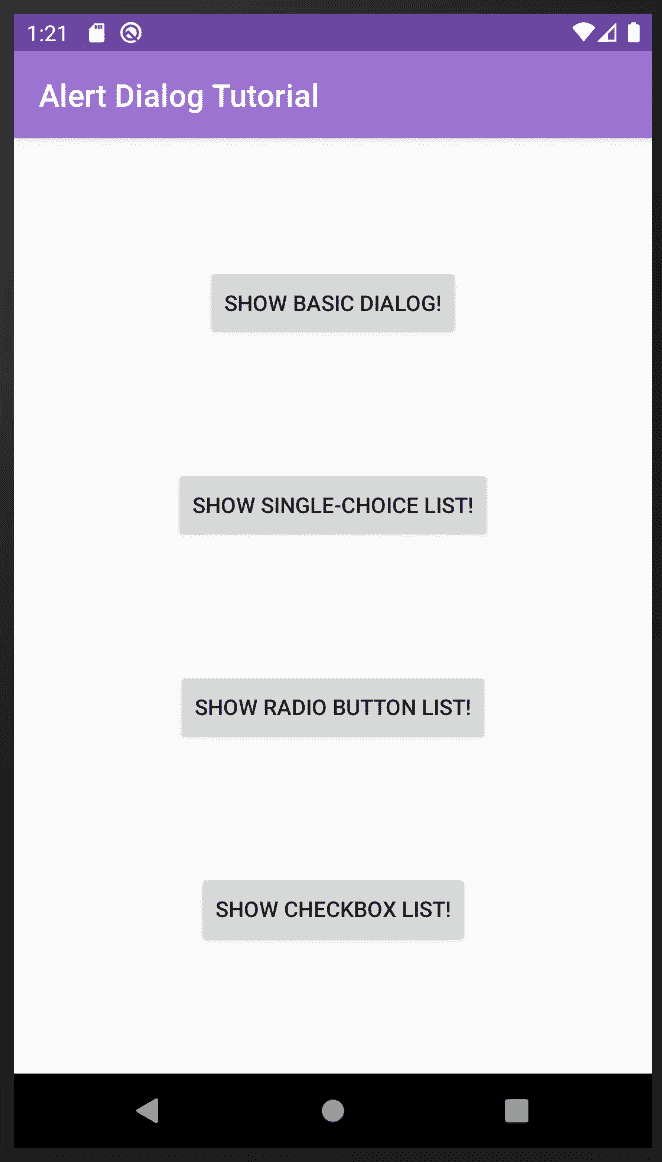 1:21
Alert Dialog Tutorial
SHOW BASIC DIALOG!
SHOW SINGLE-CHOICE LIST!
SHOW RADIO BUTTON LIST!
SHOW CHECKBOX LIST!